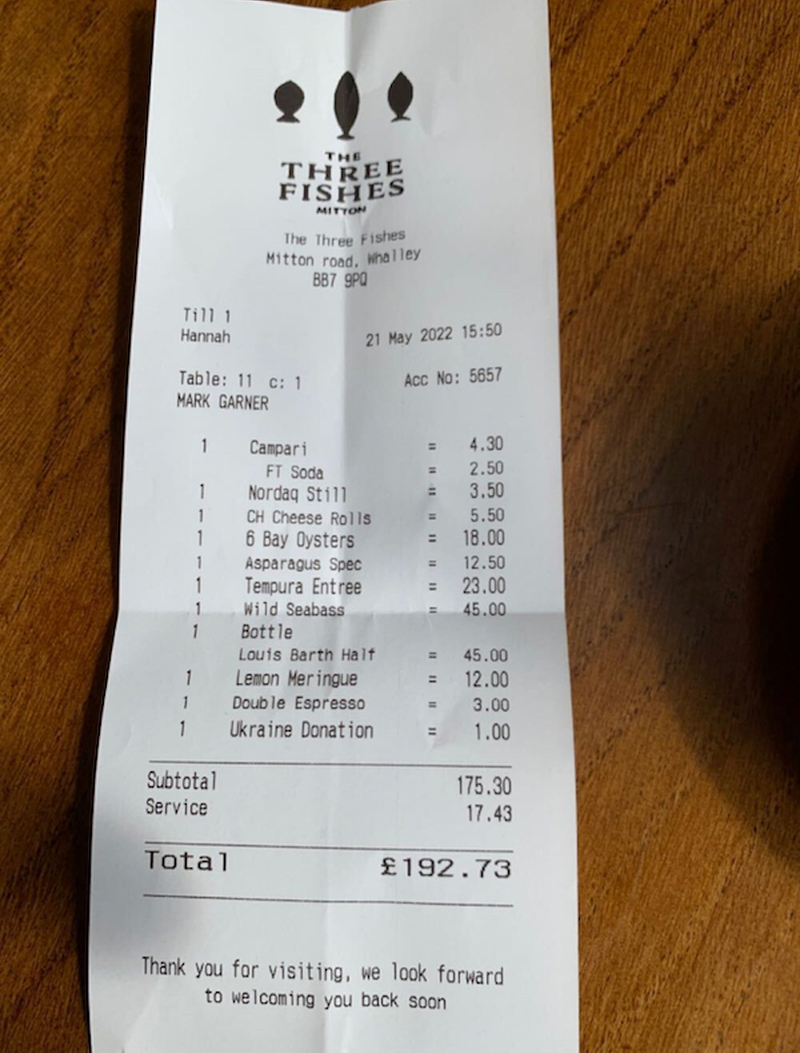 THE
THREE
FISHES
MITTON
The Three Fishes
Mitton road, Whalley
BB7 9PQ
Till 1
Hannah 21 May 2022 15:50
Table: 11 c: 1 Acc No: 5657
MARK GARNER
1 Campari = 4.30
FT Soda = 2.50
1 Nordaq Still = 3.50
1 CH Cheese Rolls = 5.50
1 6 Bay Oysters = 18.00
1 Asparagus Spec = 12.50
1 Tempura Entree = 23.00
1 Wild Seabass = 45.00
1 Bottle
Louis Barth Half = 45.00
1 Lemon Meringue = 12.00
1 Double Espresso = 3.00
1 Ukraine Donation = 1.00
Subtotal 175.30
Service 17.43
Total £192.73
Thank you for visiting, we look forward
to welcoming you back soon